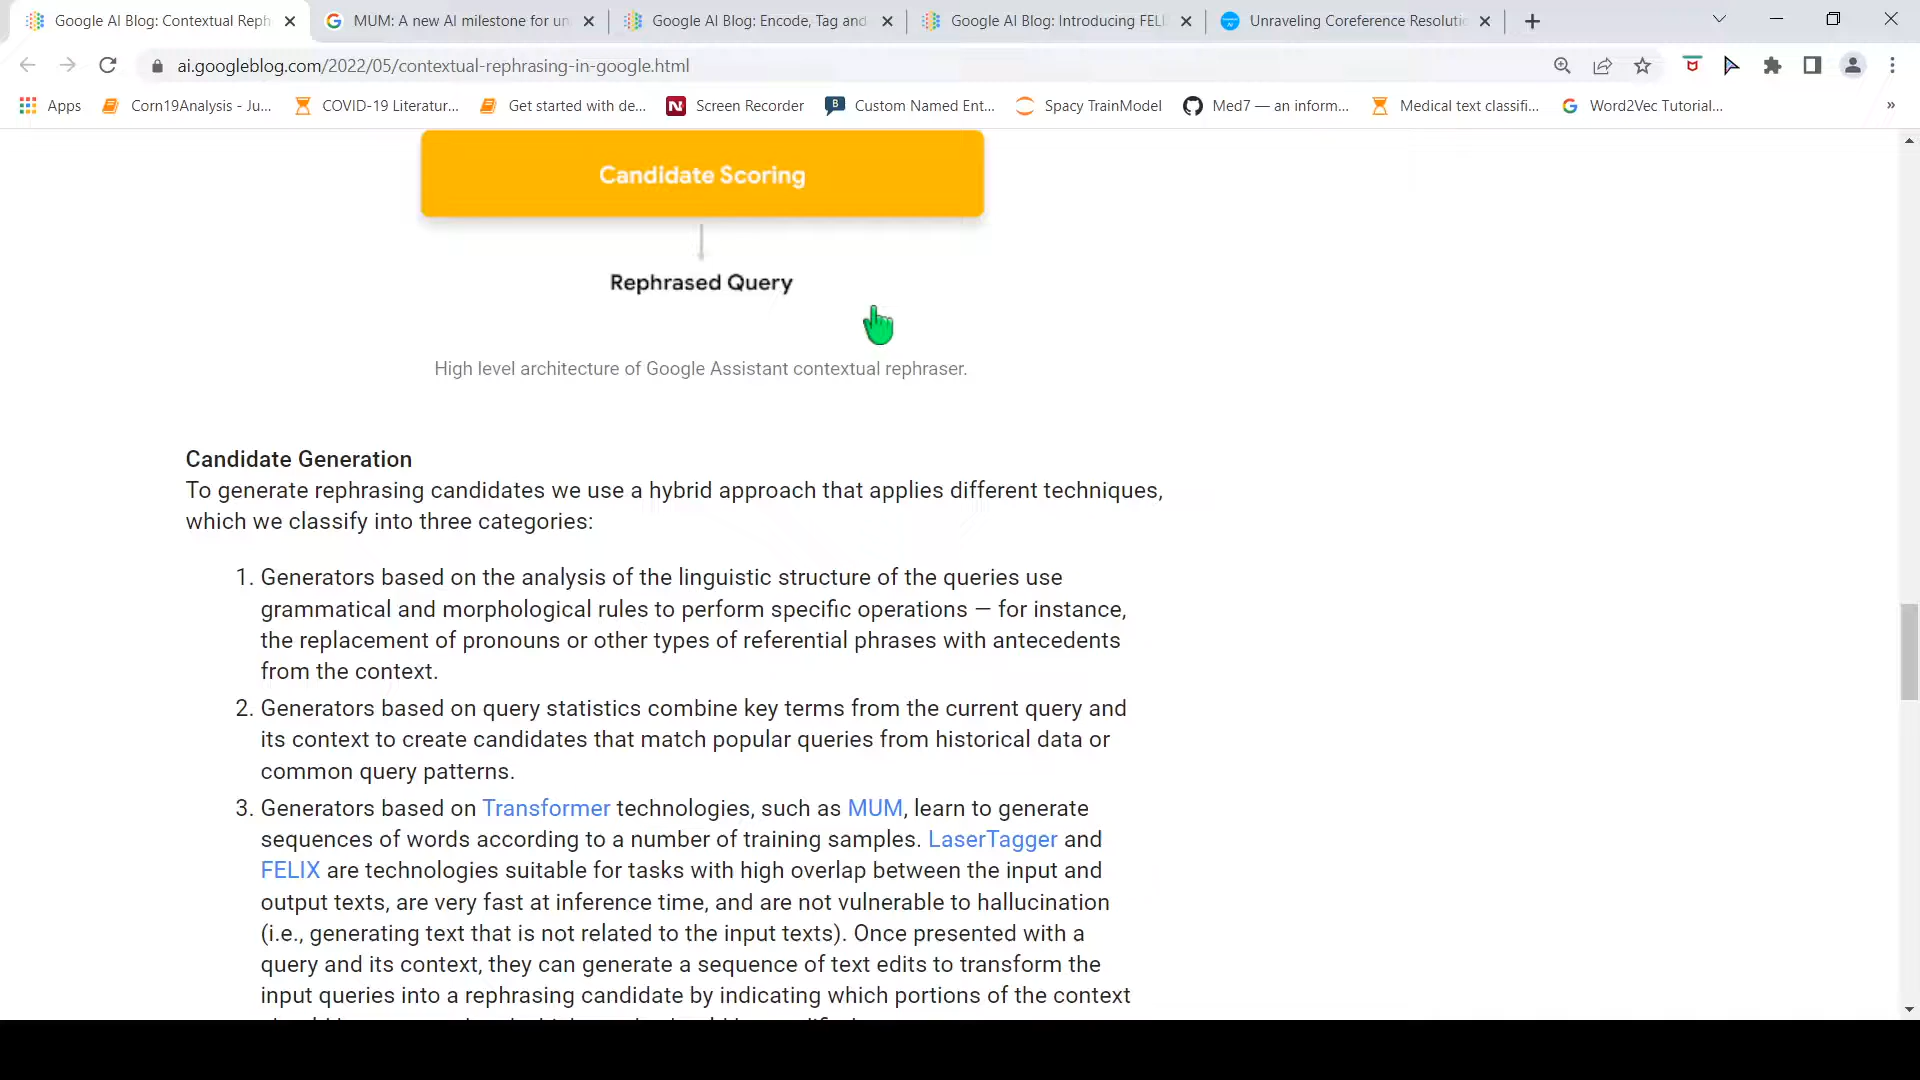 Google AI Blog: Contextual Reph
MUM: A new AI milestone for un
Google AI Blog: Encode, Tag and
Google AI Blog: Introducing FELI
Unraveling Coreference Resoluti
ai.googleblog.com/2022/05/contextual-rephrasing-in-google.html
Apps
Corn19Analysis - Ju...
COVID-19 Literatur...
Get started with de...
Screen Recorder
Custom Named Ent...
Spacy TrainModel
Med7 — an inform...
Medical text classifi...
Word2Vec Tutorial...
Candidate Scoring
Rephrased Query
High level architecture of Google Assistant contextual rephraser.
Candidate Generation
To generate rephrasing candidates we use a hybrid approach that applies different techniques,
which we classify into three categories:
1. Generators based on the analysis of the linguistic structure of the queries use
grammatical and morphological rules to perform specific operations — for instance,
the replacement of pronouns or other types of referential phrases with antecedents
from the context.
2. Generators based on query statistics combine key terms from the current query and
its context to create candidates that match popular queries from historical data or
common query patterns.
3. Generators based on Transformer technologies, such as MUM, learn to generate
sequences of words according to a number of training samples. LaserTagger and
FELIX are technologies suitable for tasks with high overlap between the input and
output texts, are very fast at inference time, and are not vulnerable to hallucination
(i.e., generating text that is not related to the input texts). Once presented with a
query and its context, they can generate a sequence of text edits to transform the
input queries into a rephrasing candidate by indicating which portions of the context